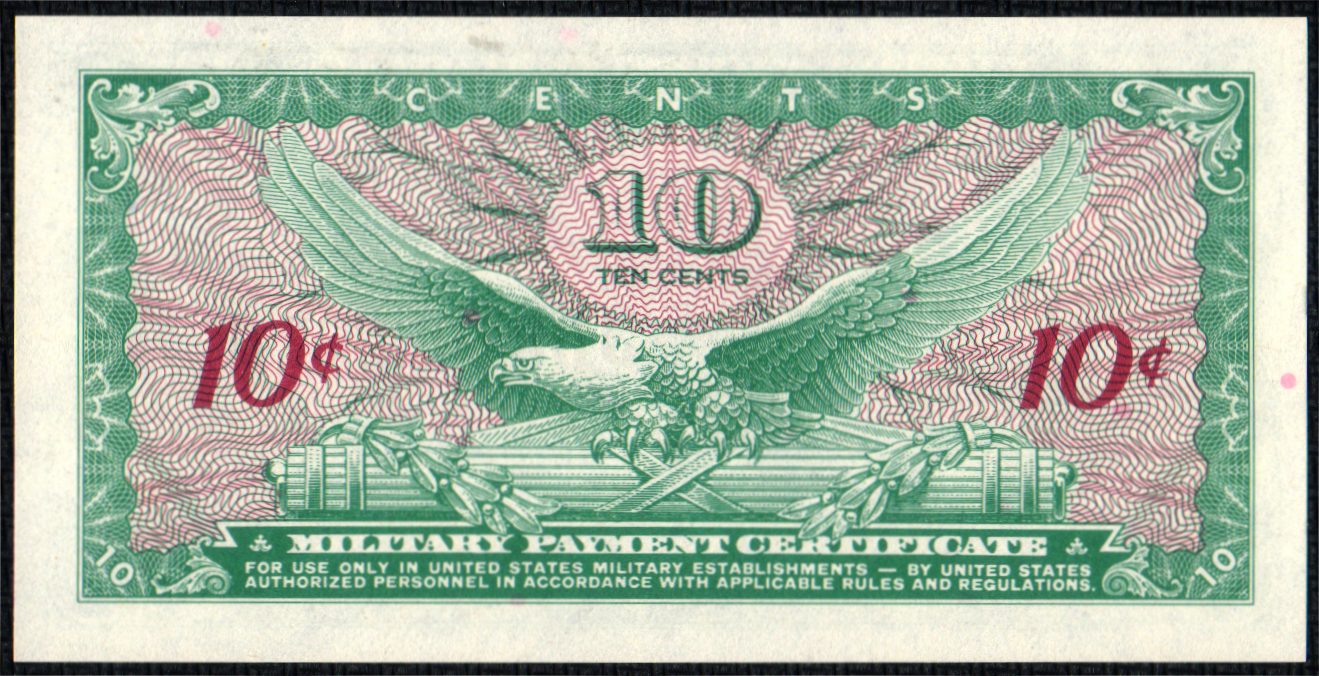 CENTS
10
TEN CENTS
10¢ 10¢
MILITARY PAYMENT CERTIFICATE
FOR USE ONLY IN UNITED STATES MILITARY ESTABLISHMENTS — BY UNITED STATES
AUTHORIZED PERSONNEL IN ACCORDANCE WITH APPLICABLE RULES AND REGULATIONS.
10 10